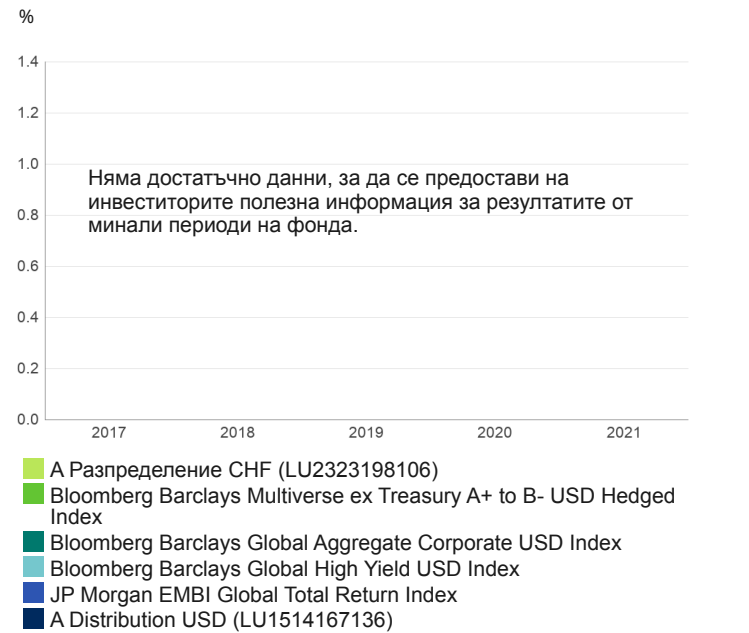 %
1.4
1.2
1.0
Няма достатъчно данни, за да се предостави на
инвеститорите полезна информация за резултатите от
0.8
минали периоди на фонда.
0.6
0.4
0.2
0.0
2017 2018 2019 2020 2021
А Разпределение CHF (LU2323198106)
Bloomberg Barclays Multiverse ex Treasury A+ to B- USD Hedged
Index
Bloomberg Barclays Global Aggregate Corporate USD Index
Bloomberg Barclays Global High Yield USD Index
JP Morgan EMBI Global Total Return Index
A Distribution USD (LU1514167136)